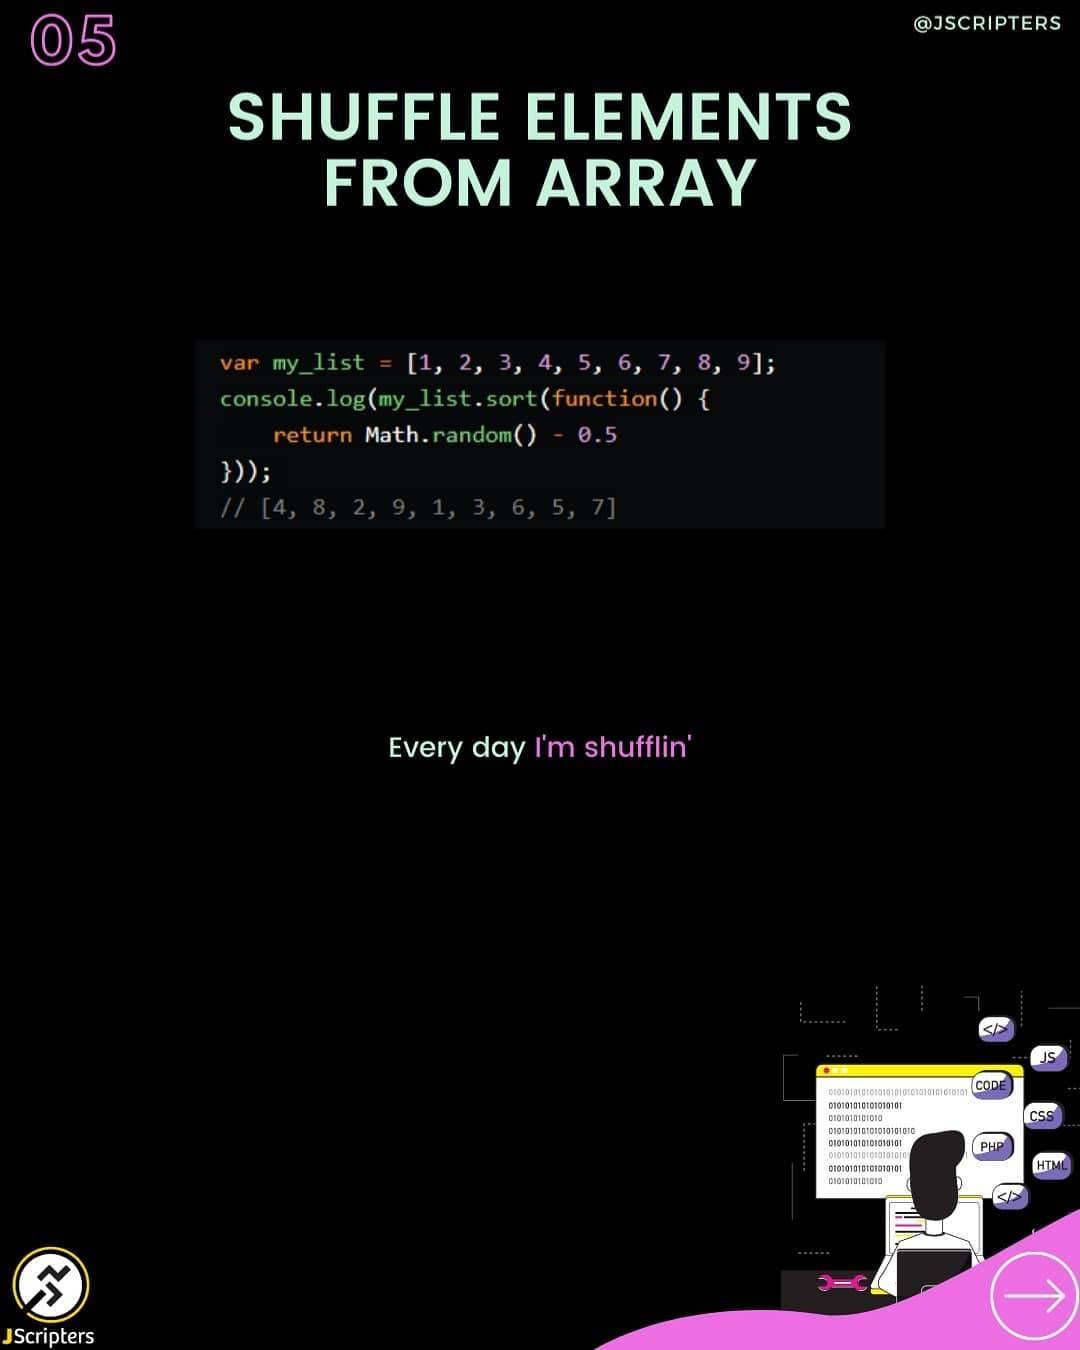 05
@JSCRIPTERS
SHUFFLE ELEMENTS
FROM ARRAY
var my_list = [1, 2, 3, 4, 5, 6, 7, 8, 9];
console.log(my_list.sort(function() {
    return Math.random() - 0.5
}));
// [4, 8, 2, 9, 1, 3, 6, 5, 7]
Every day I'm shufflin'
</>
JS
CODE
CSS
PHP
HTML
</>
JScripters